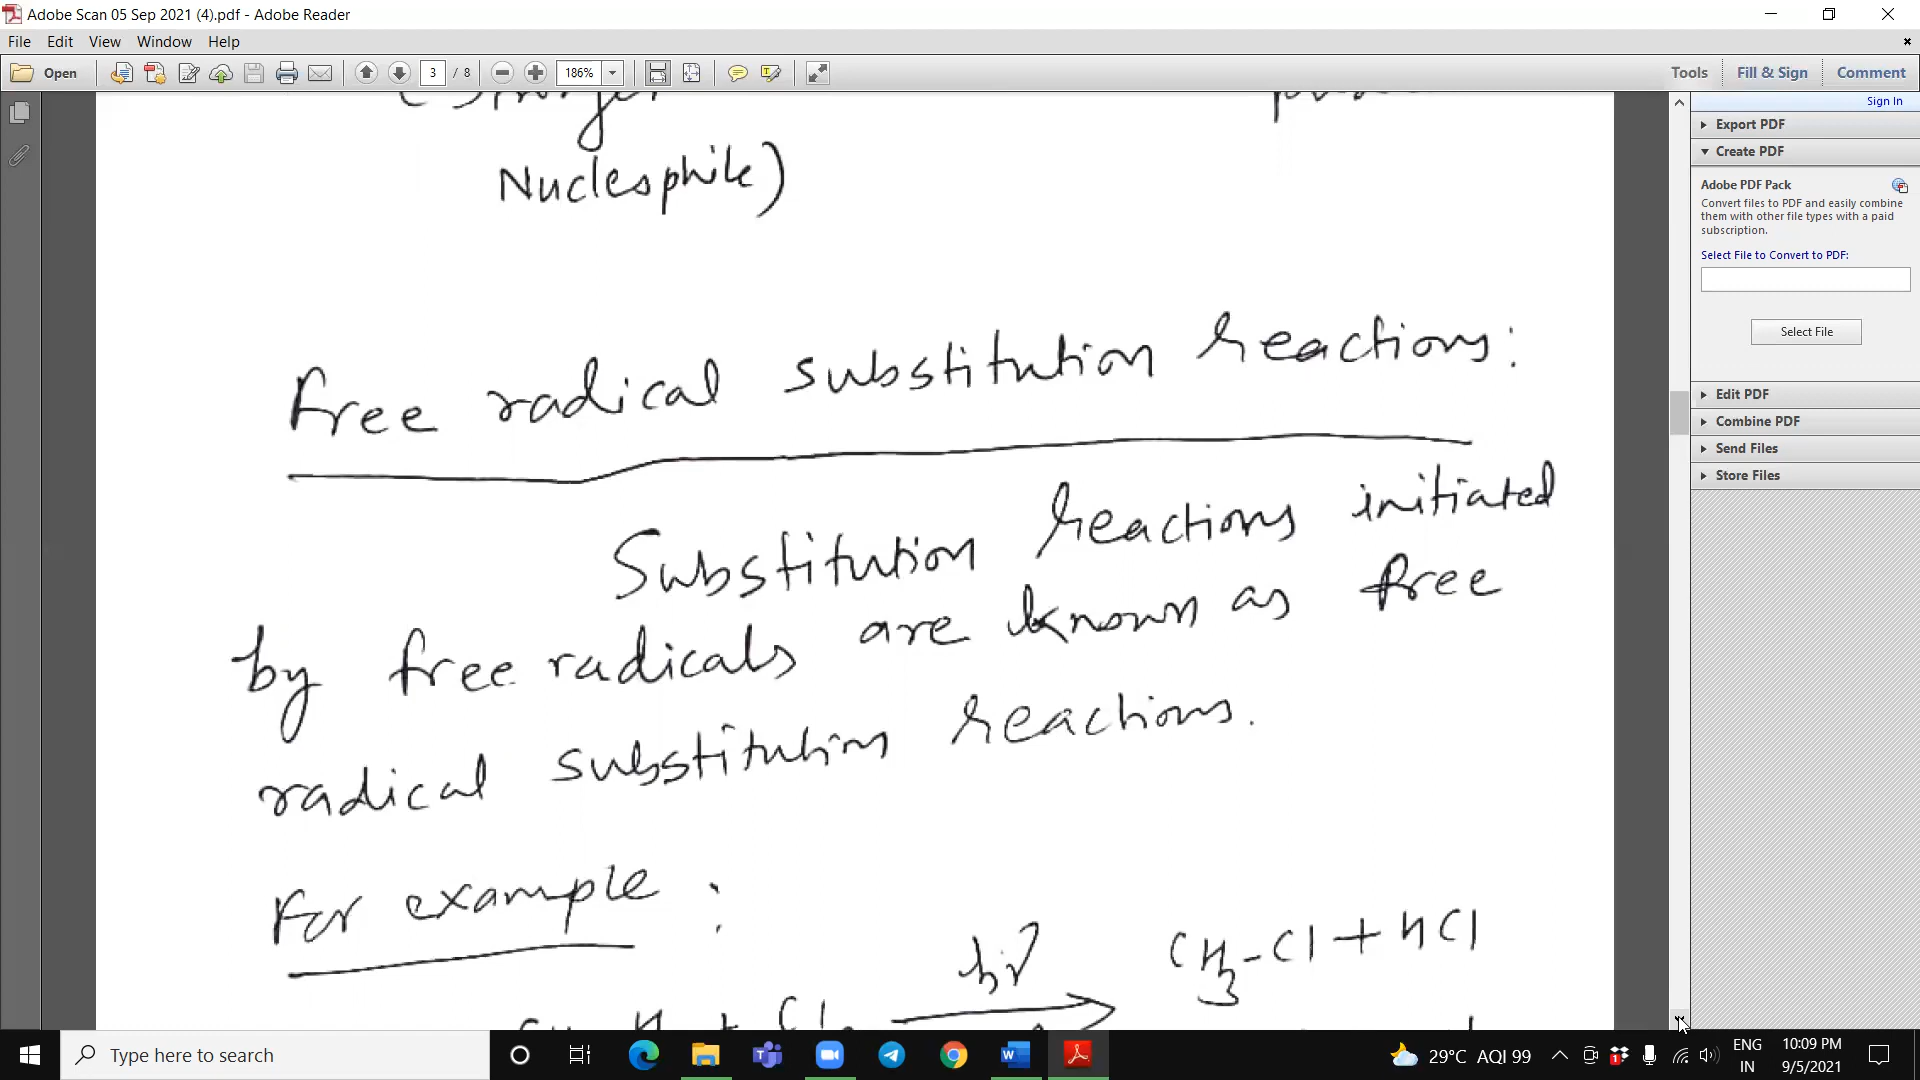 Adobe Scan 05 Sep 2021 (4).pdf - Adobe Reader
File Edit View Window Help
Open 3 / 8 186% Tools Fill & Sign Comment
Sign In
Export PDF
Create PDF
Adobe PDF Pack
Convert files to PDF and easily combine
them with other file types with a paid
subscription.
Select File to Convert to PDF:
Select File
Edit PDF
Combine PDF
Send Files
Store Files
(Stronger
Nucleophile)
Free radical substitution reactions:
Substitution reactions initiated
by free radicals are known as free
radical substitution reactions.
For example :
hν CH3-Cl + HCl
+ Cl
Type here to search
29°C AQI 99
ENG
IN
10:09 PM
9/5/2021